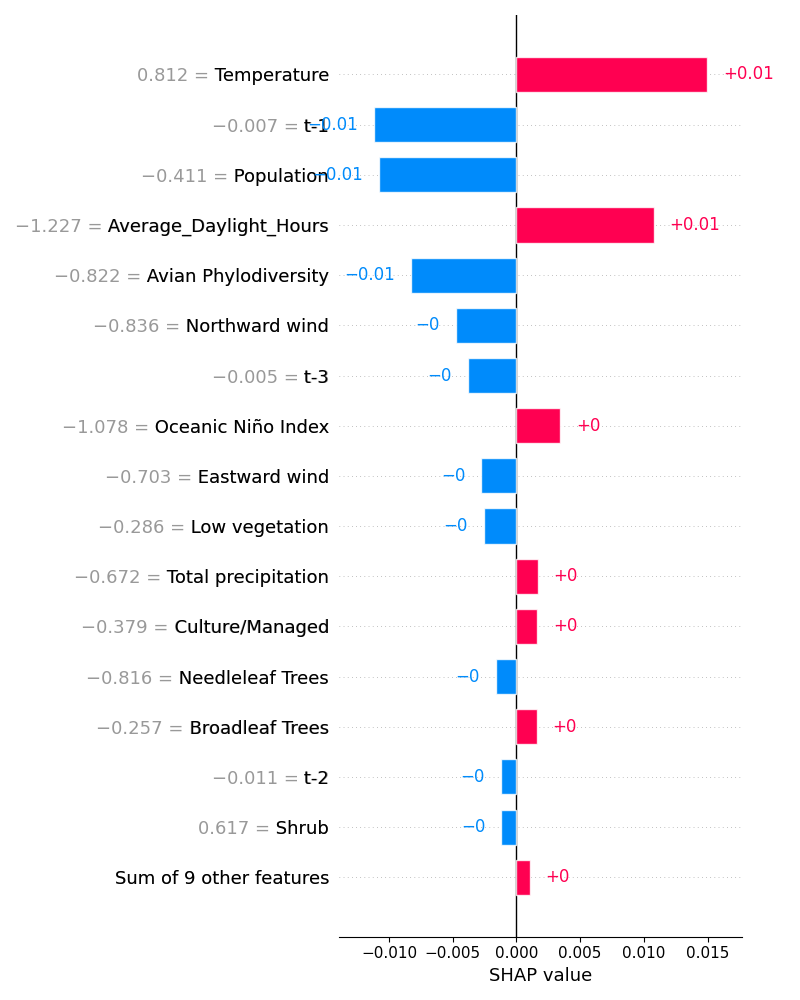 0.812 = Temperature +0.01
−0.007 = t-1 −0.01
−0.411 = Population −0.01
−1.227 = Average_Daylight_Hours +0.01
−0.822 = Avian Phylodiversity −0.01
−0.836 = Northward wind −0
−0.005 = t-3 −0
−1.078 = Oceanic Niño Index +0
−0.703 = Eastward wind −0
−0.286 = Low vegetation −0
−0.672 = Total precipitation +0
−0.379 = Culture/Managed +0
−0.816 = Needleleaf Trees −0
−0.257 = Broadleaf Trees +0
−0.011 = t-2 −0
0.617 = Shrub −0
Sum of 9 other features +0
−0.010 −0.005 0.000 0.005 0.010 0.015
SHAP value